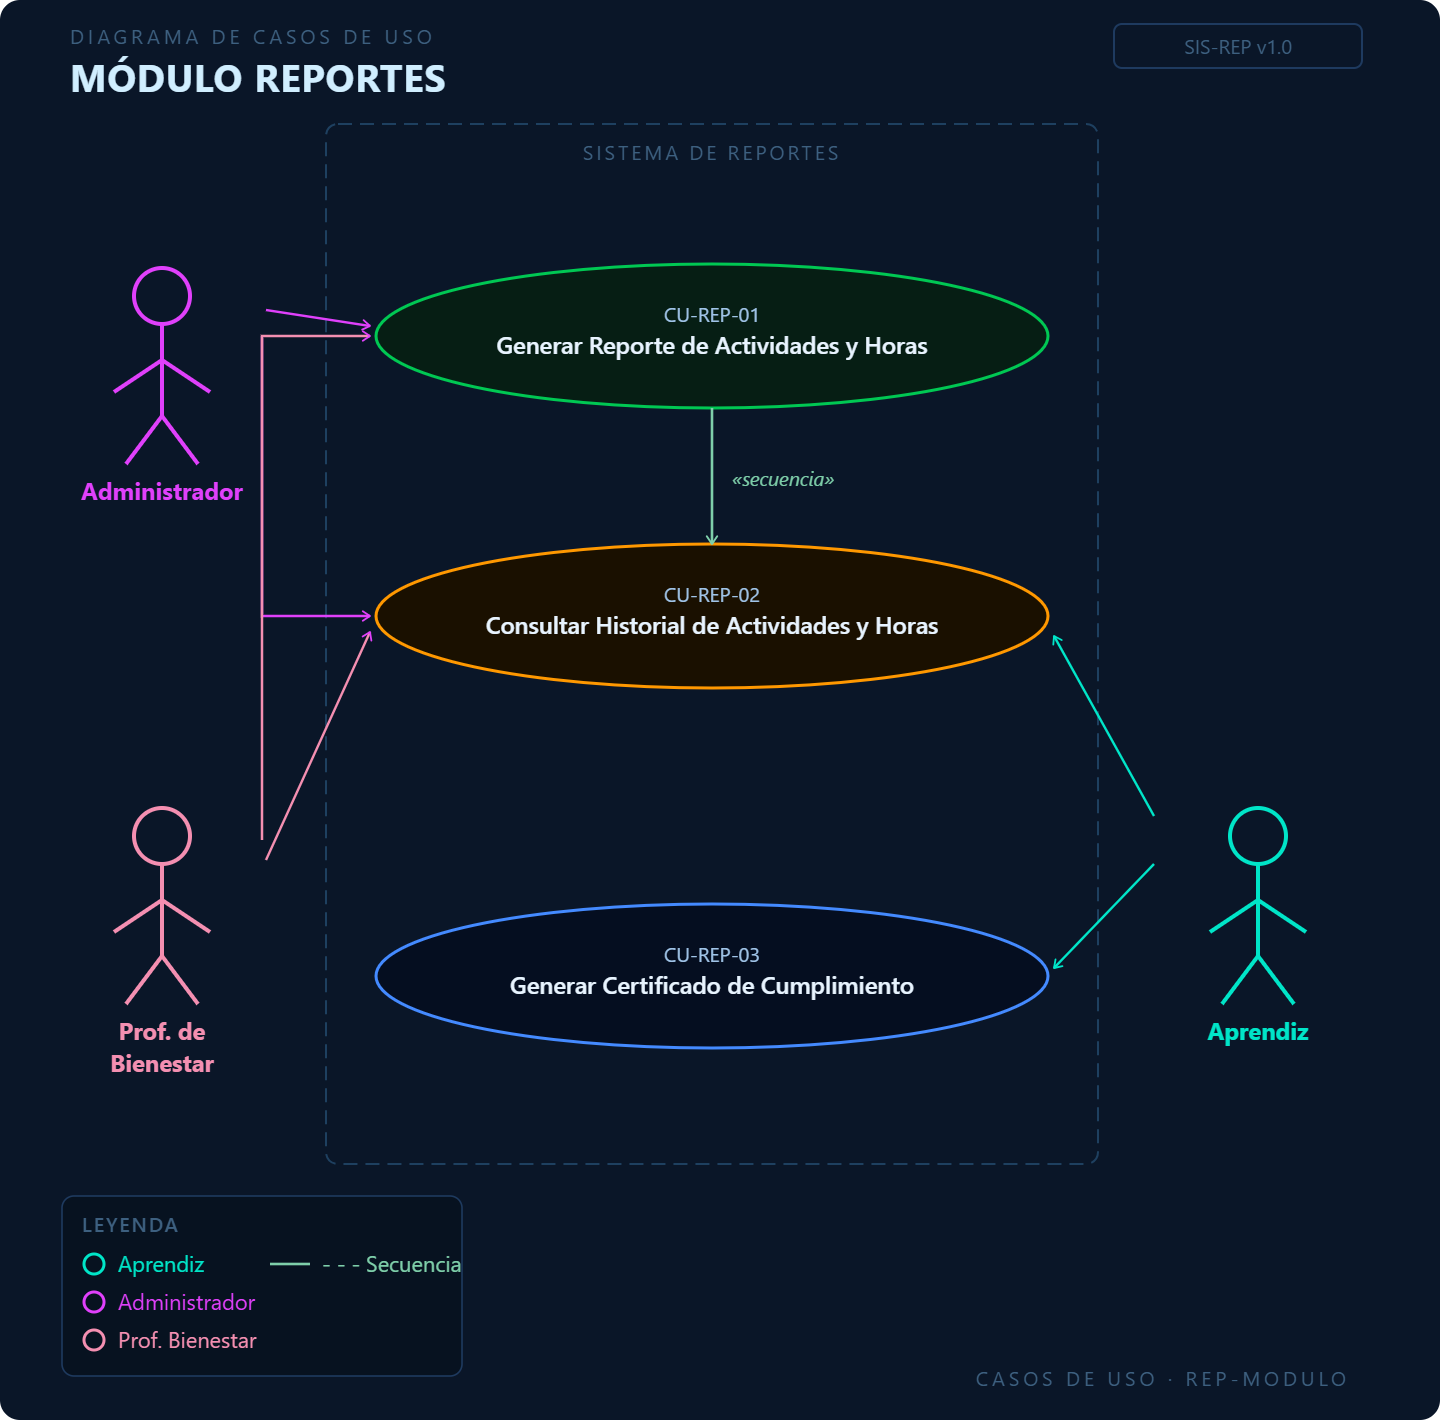 DIAGRAMA DE CASOS DE USO
MÓDULO REPORTES
SIS-REP v1.0
SISTEMA DE REPORTES
CU-REP-01
Generar Reporte de Actividades y Horas
Administrador
«secuencia»
CU-REP-02
Consultar Historial de Actividades y Horas
CU-REP-03
Generar Certificado de Cumplimiento
Prof. de
Bienestar
Aprendiz
LEYENDA
Aprendiz
- - - Secuencia
Administrador
Prof. Bienestar
CASOS DE USO · REP-MODULO